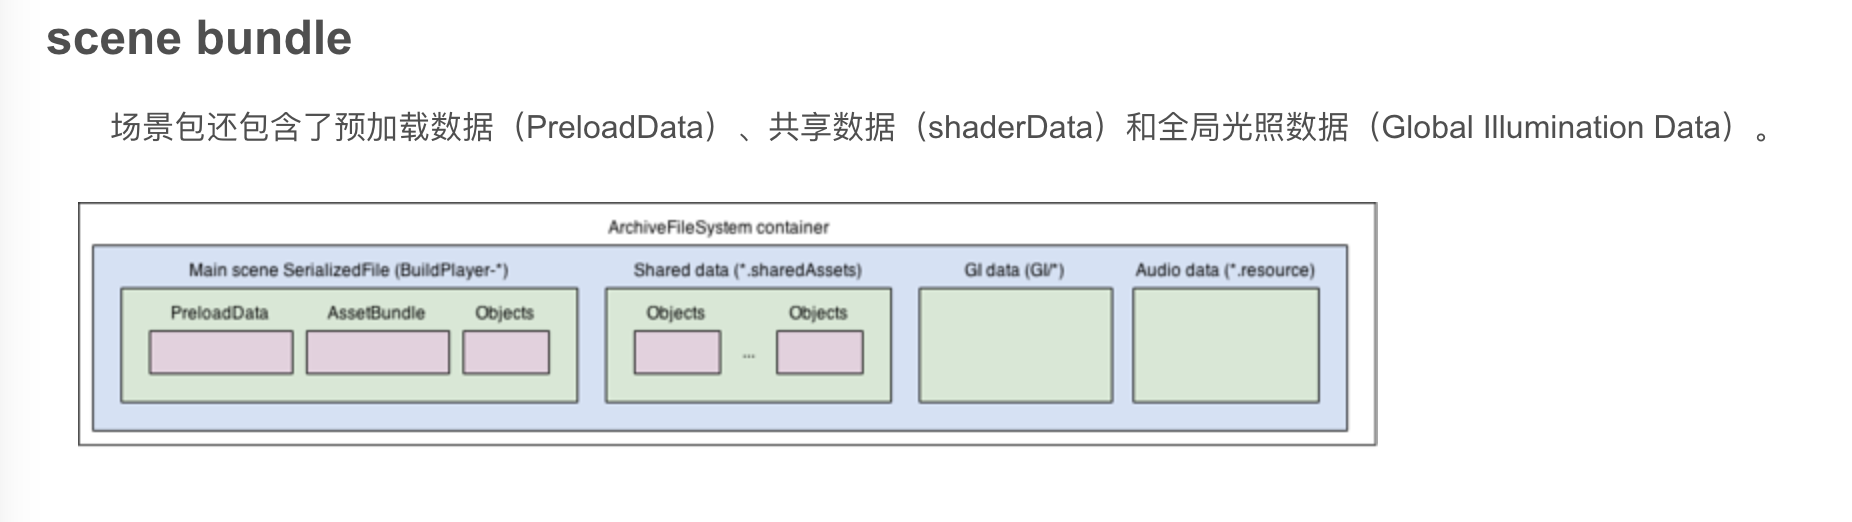 scene bundle
场景包还包含了预加载数据（PreloadData）、共享数据（shaderData）和全局光照数据（Global Illumination Data）。
ArchiveFileSystem container
Main scene SerializedFile (BuildPlayer-*)
Shared data (*.sharedAssets)
GI data (GI/*)
Audio data (*.resource)
PreloadData
AssetBundle
Objects
Objects
...
Objects